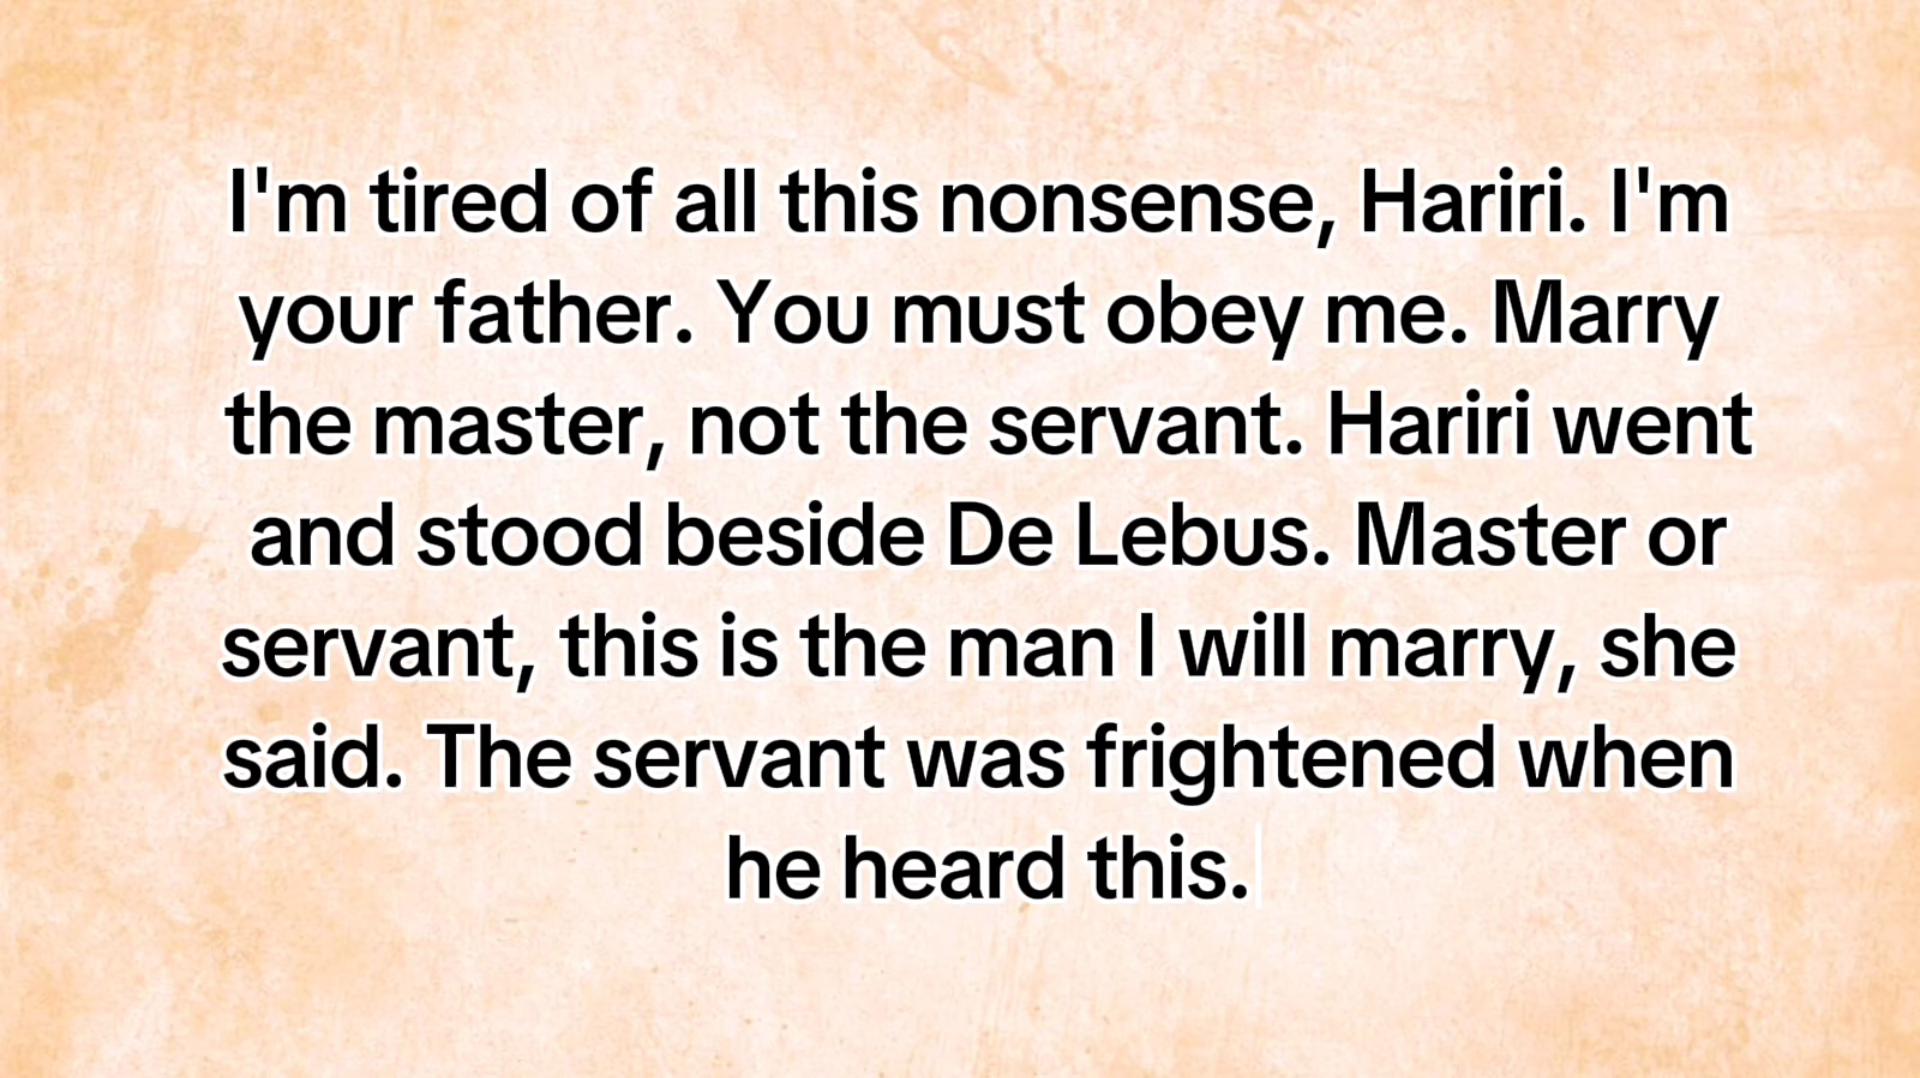 I'm tired of all this nonsense, Hariri. I'm
your father. You must obey me. Marry
the master, not the servant. Hariri went
and stood beside De Lebus. Master or
servant, this is the man I will marry, she
said. The servant was frightened when
he heard this.